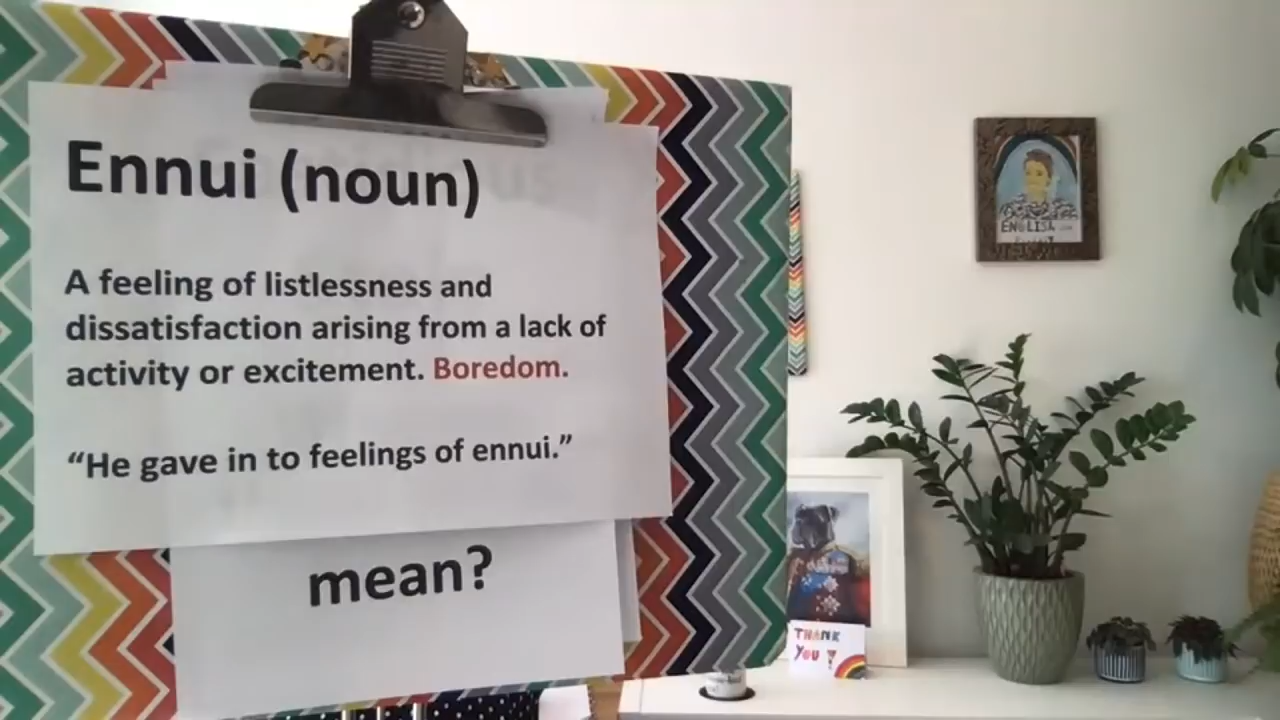 Ennui (noun)
A feeling of listlessness and
dissatisfaction arising from a lack of
activity or excitement. Boredom.
“He gave in to feelings of ennui.”
mean?
ENGLISH
THANK
YOU